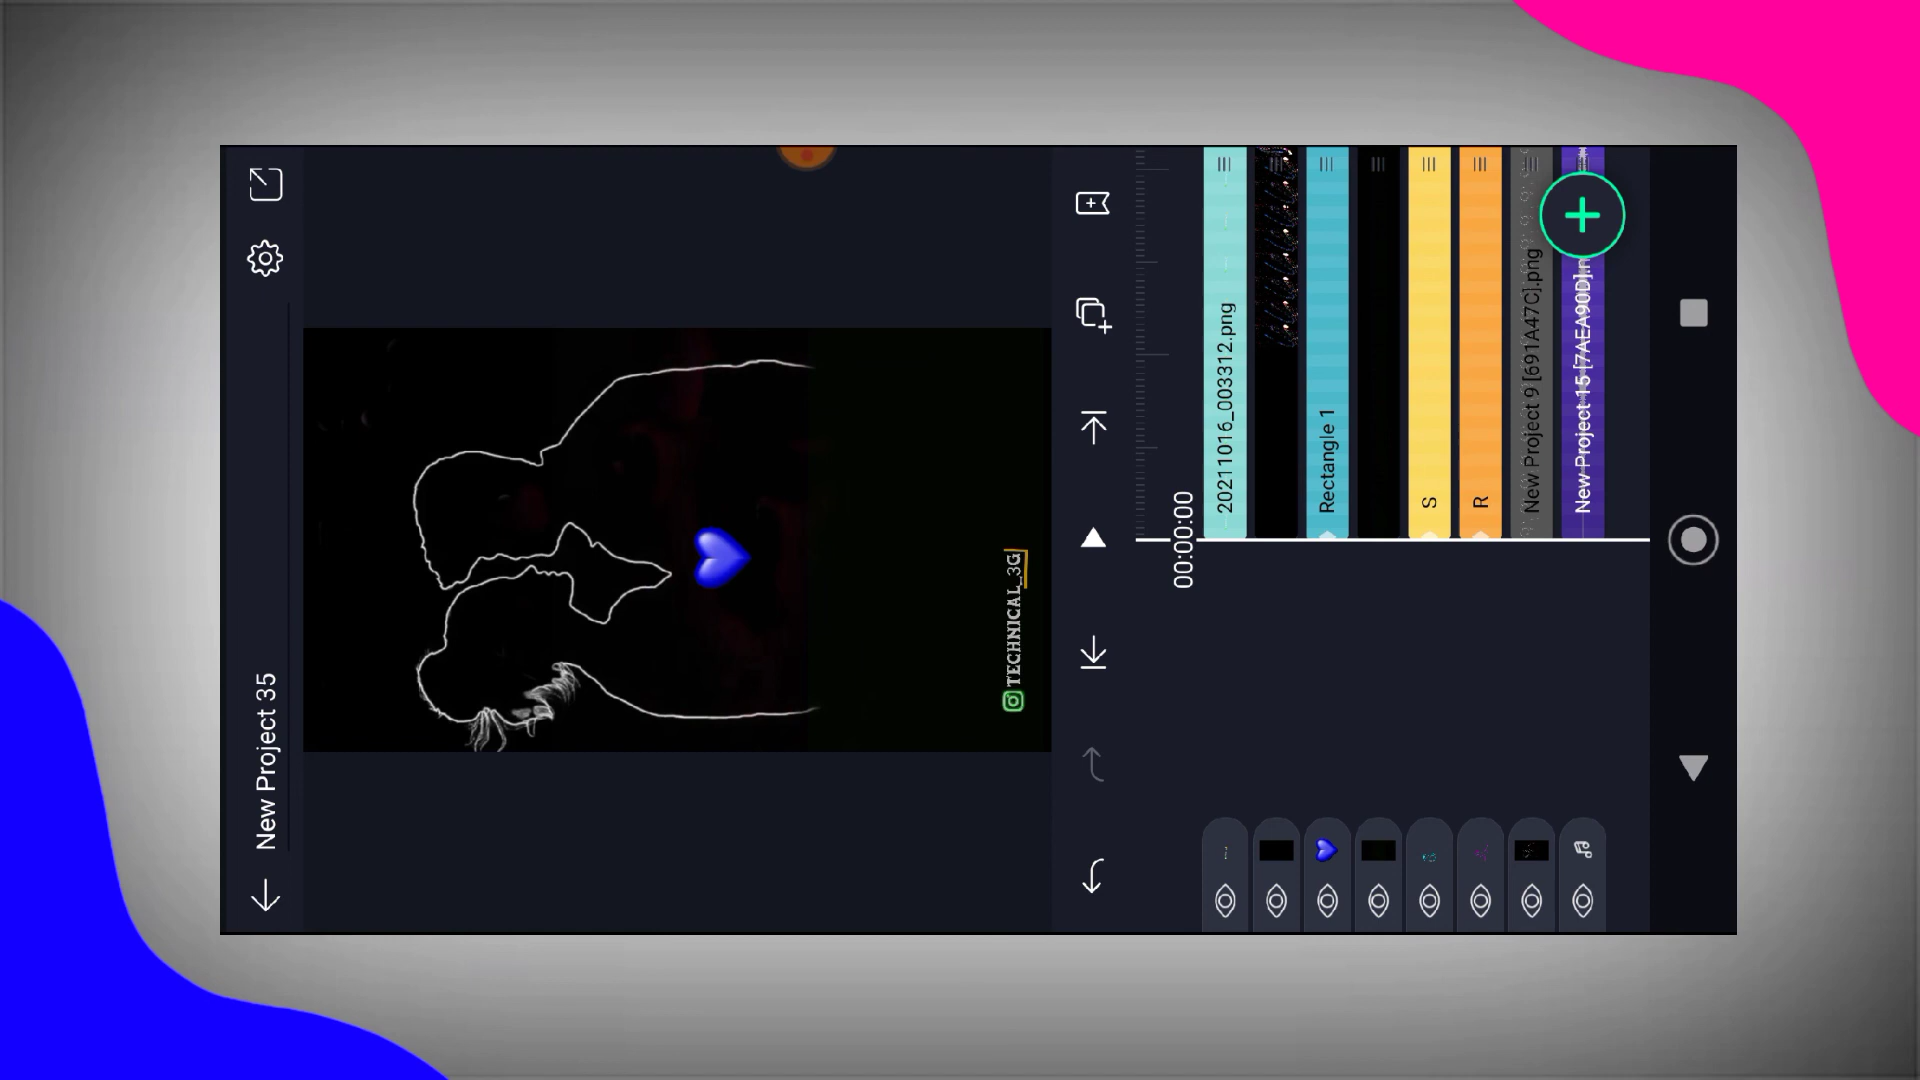 New Project 35
TECHNICAL_3G
00:00:00
20211016_003312.png
Rectangle 1
S
R
New Project 9 [691A47C].png
New Project 15 [7AEA90D].m